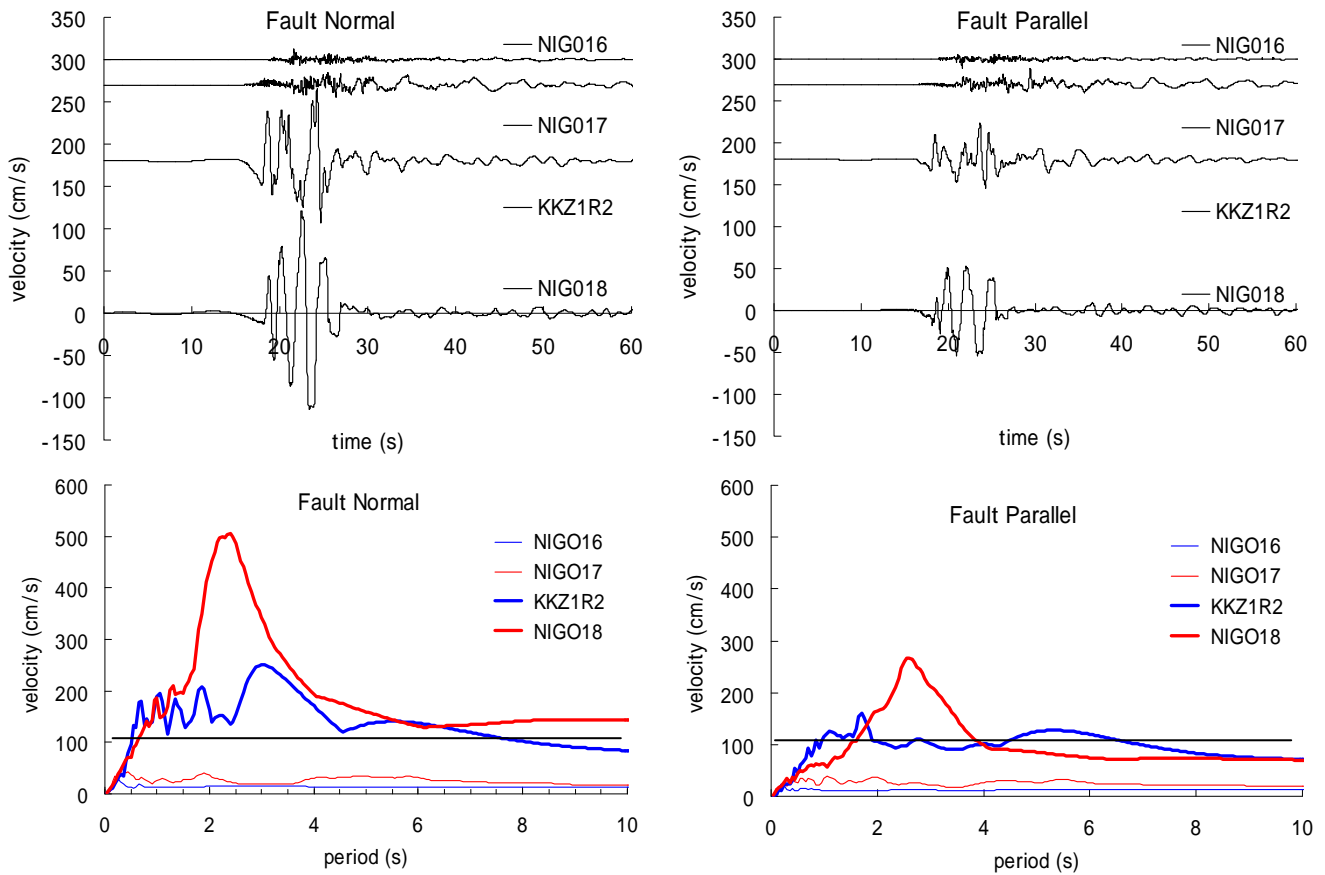 Fault Normal
velocity (cm/s)
350
300
250
200
150
100
50
0
-50
-100
-150
NIG016
NIG017
KKZ1R2
NIG018
0 10 20 30 40 50 60
time (s)
Fault Parallel
velocity (cm/s)
350
300
250
200
150
100
50
0
-50
-100
-150
NIG016
NIG017
KKZ1R2
NIG018
0 10 20 30 40 50 60
time (s)
Fault Normal
velocity (cm/s)
600
500
400
300
200
100
0
NIGO16
NIGO17
KKZ1R2
NIGO18
0 2 4 6 8 10
period (s)
Fault Parallel
velocity (cm/s)
600
500
400
300
200
100
0
NIGO16
NIGO17
KKZ1R2
NIGO18
0 2 4 6 8 10
period (s)